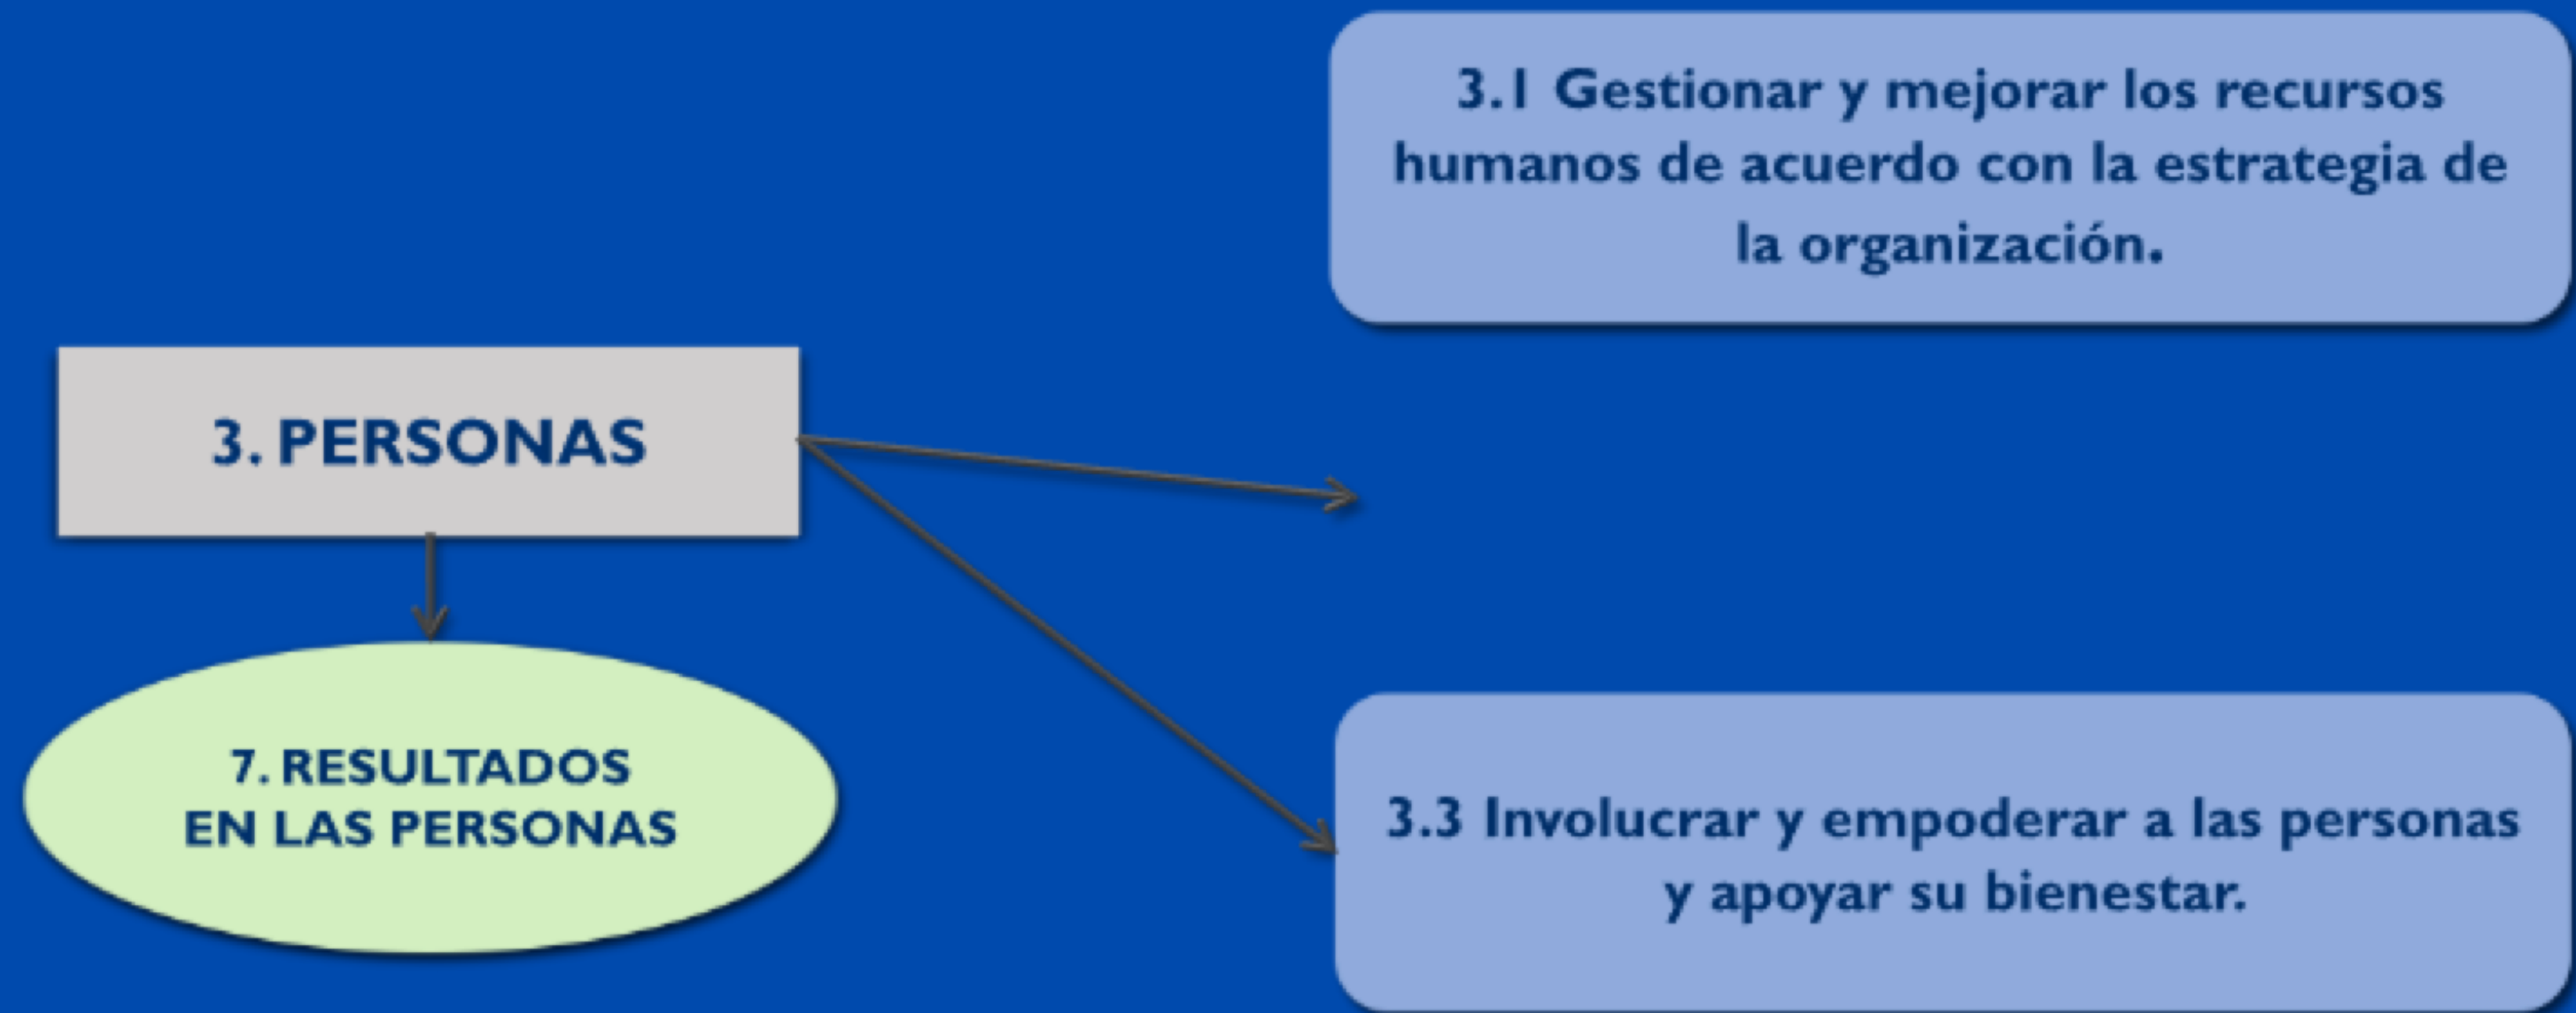 3.1 Gestionar y mejorar los recursos
humanos de acuerdo con la estrategia de
la organización.
3. PERSONAS
7. RESULTADOS
EN LAS PERSONAS
3.3 Involucrar y empoderar a las personas
y apoyar su bienestar.